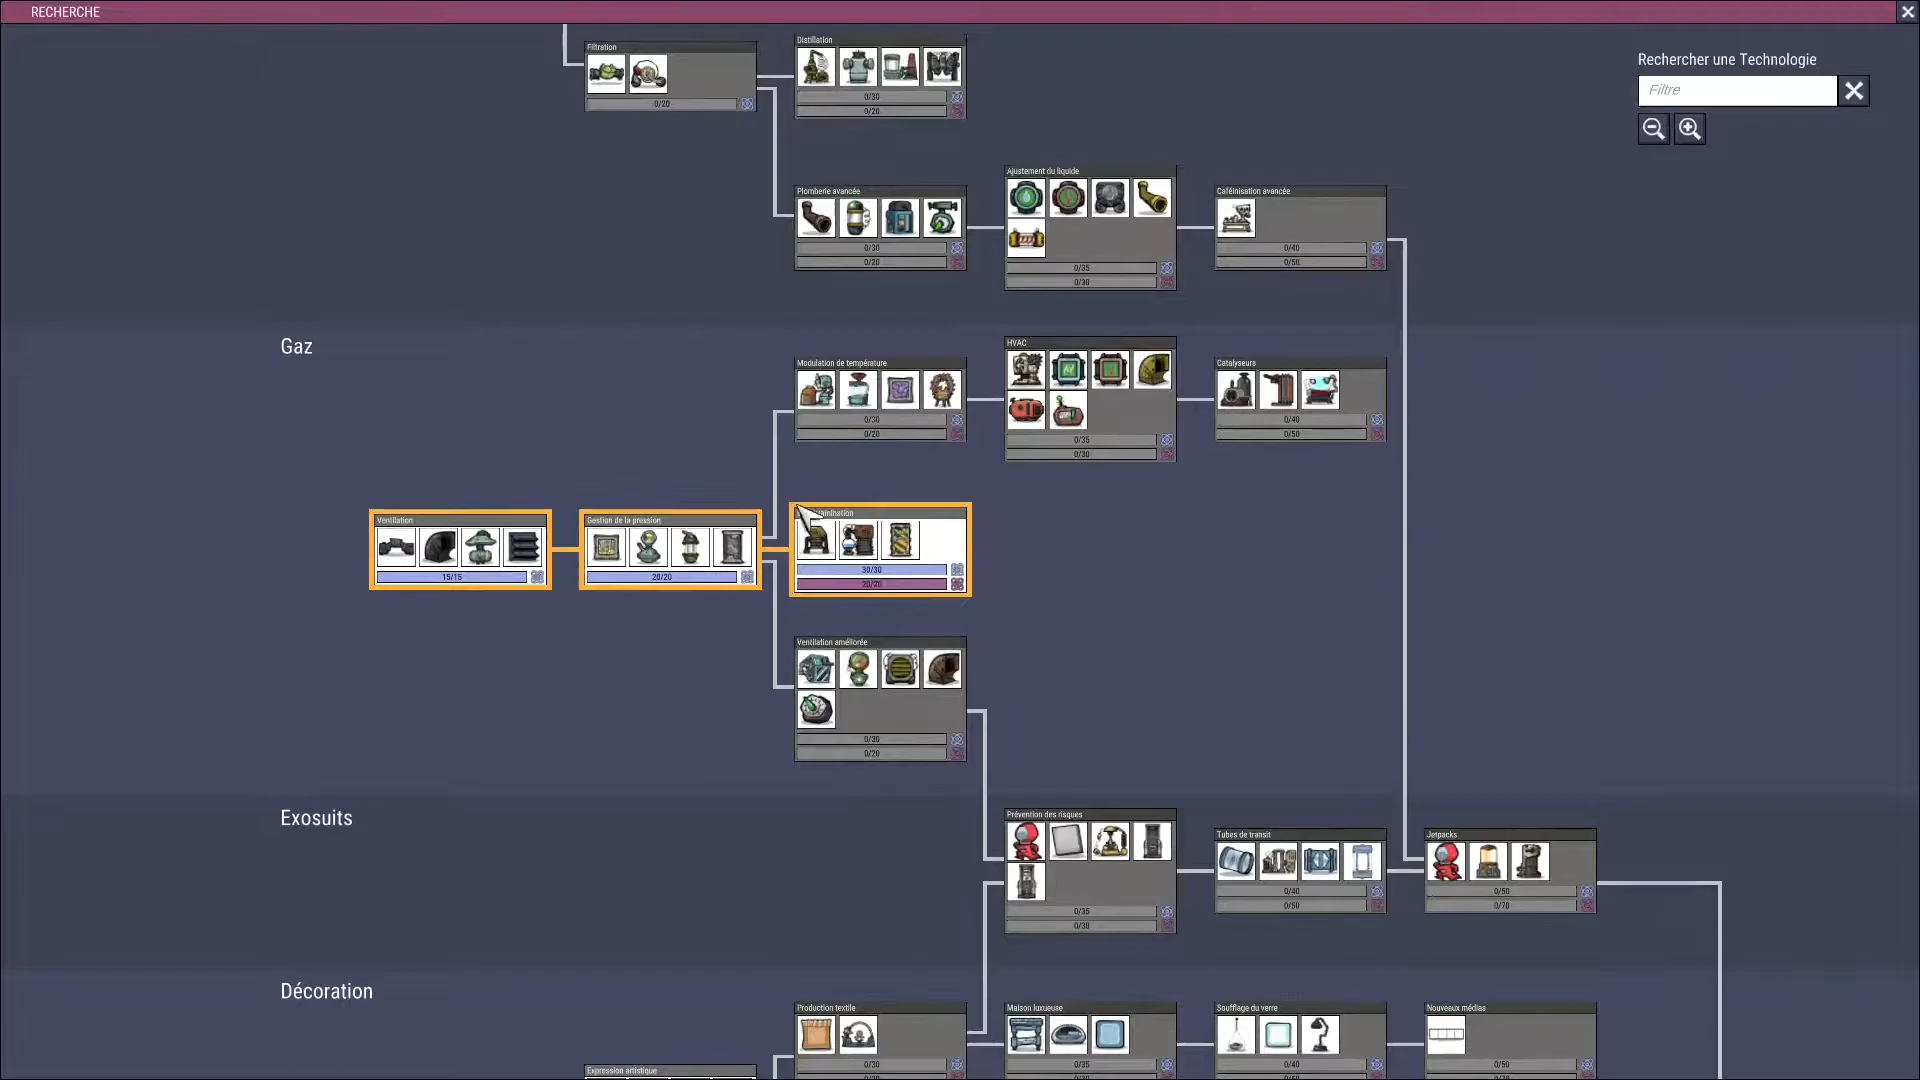 RECHERCHE
Rechercher une Technologie
Filtre
Filtration
0/20
Distillation
0/30
0/20
Plomberie avancée
0/30
0/20
Ajustement du liquide
0/35
0/30
Caféinisation avancée
0/40
0/50
Gaz
Modulation de température
0/30
0/20
HVAC
0/35
0/30
Catalyseurs
0/40
0/50
Ventilation
15/15
Gestion de la pression
20/20
30/30
20/20
Ventilation améliorée
0/30
0/20
Exosuits
Prévention des risques
0/35
0/30
Tubes de transit
0/40
0/50
Jetpacks
0/50
0/70
Décoration
Production textile
0/30
Maison luxueuse
0/35
Soufflage du verre
0/40
Nouveaux médias
0/50
Expression artistique